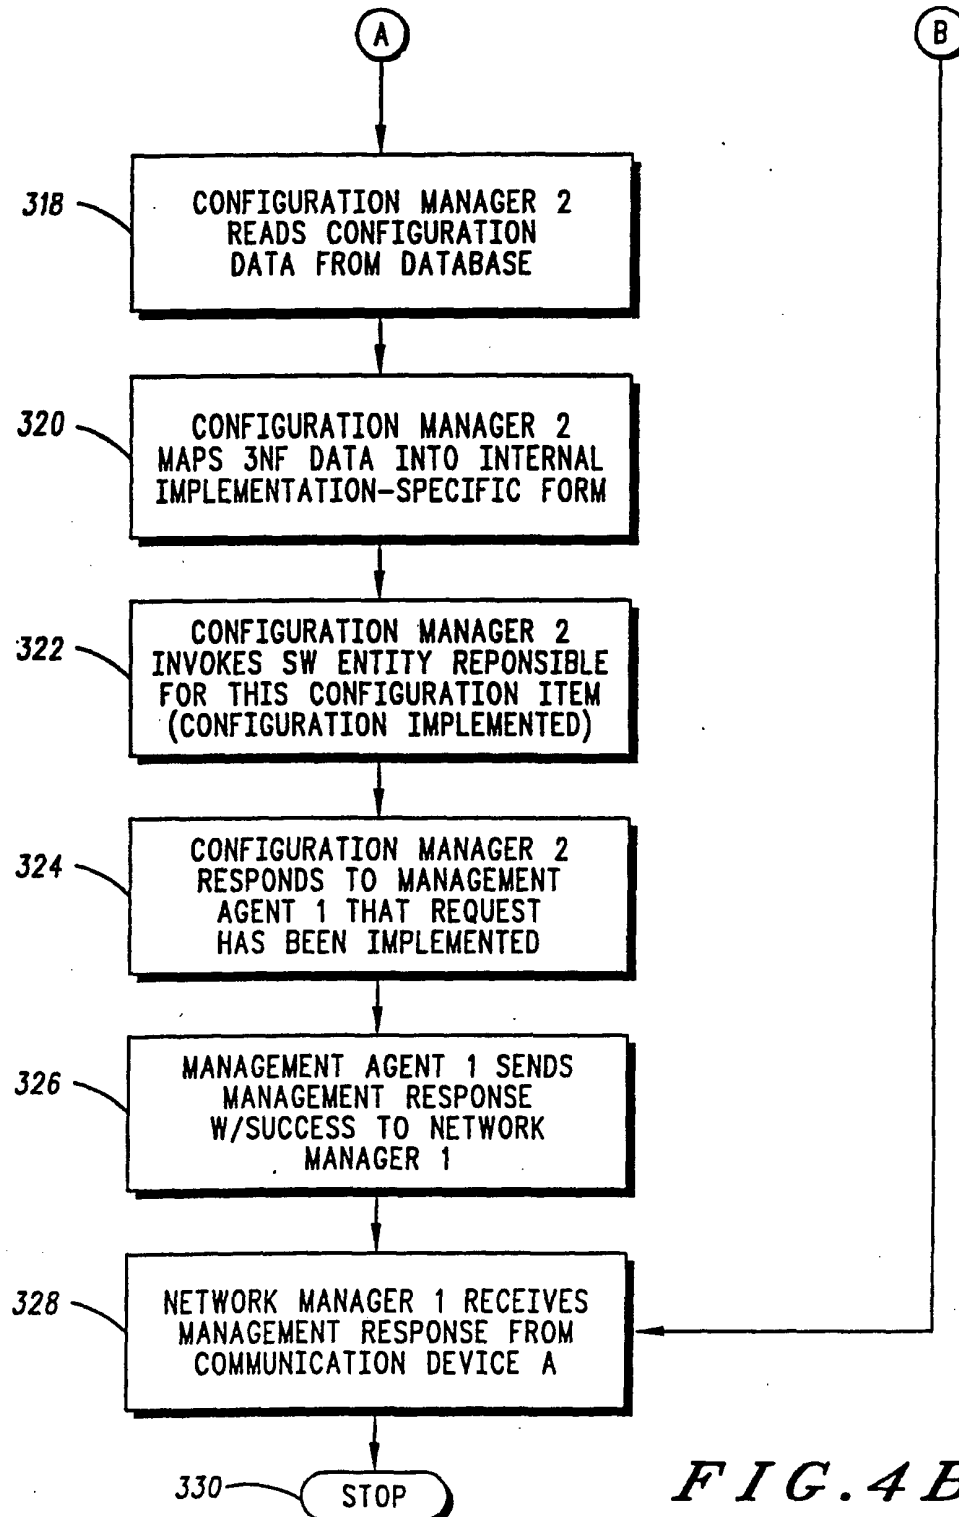 A
B
318
CONFIGURATION MANAGER 2
READS CONFIGURATION
DATA FROM DATABASE
320
CONFIGURATION MANAGER 2
MAPS 3NF DATA INTO INTERNAL
IMPLEMENTATION-SPECIFIC FORM
322
CONFIGURATION MANAGER 2
INVOKES SW ENTITY REPONSIBLE
FOR THIS CONFIGURATION ITEM
(CONFIGURATION IMPLEMENTED)
324
CONFIGURATION MANAGER 2
RESPONDS TO MANAGEMENT
AGENT 1 THAT REQUEST
HAS BEEN IMPLEMENTED
326
MANAGEMENT AGENT 1 SENDS
MANAGEMENT RESPONSE
W/SUCCESS TO NETWORK
MANAGER 1
328
NETWORK MANAGER 1 RECEIVES
MANAGEMENT RESPONSE FROM
COMMUNICATION DEVICE A
330
STOP
FIG.4B